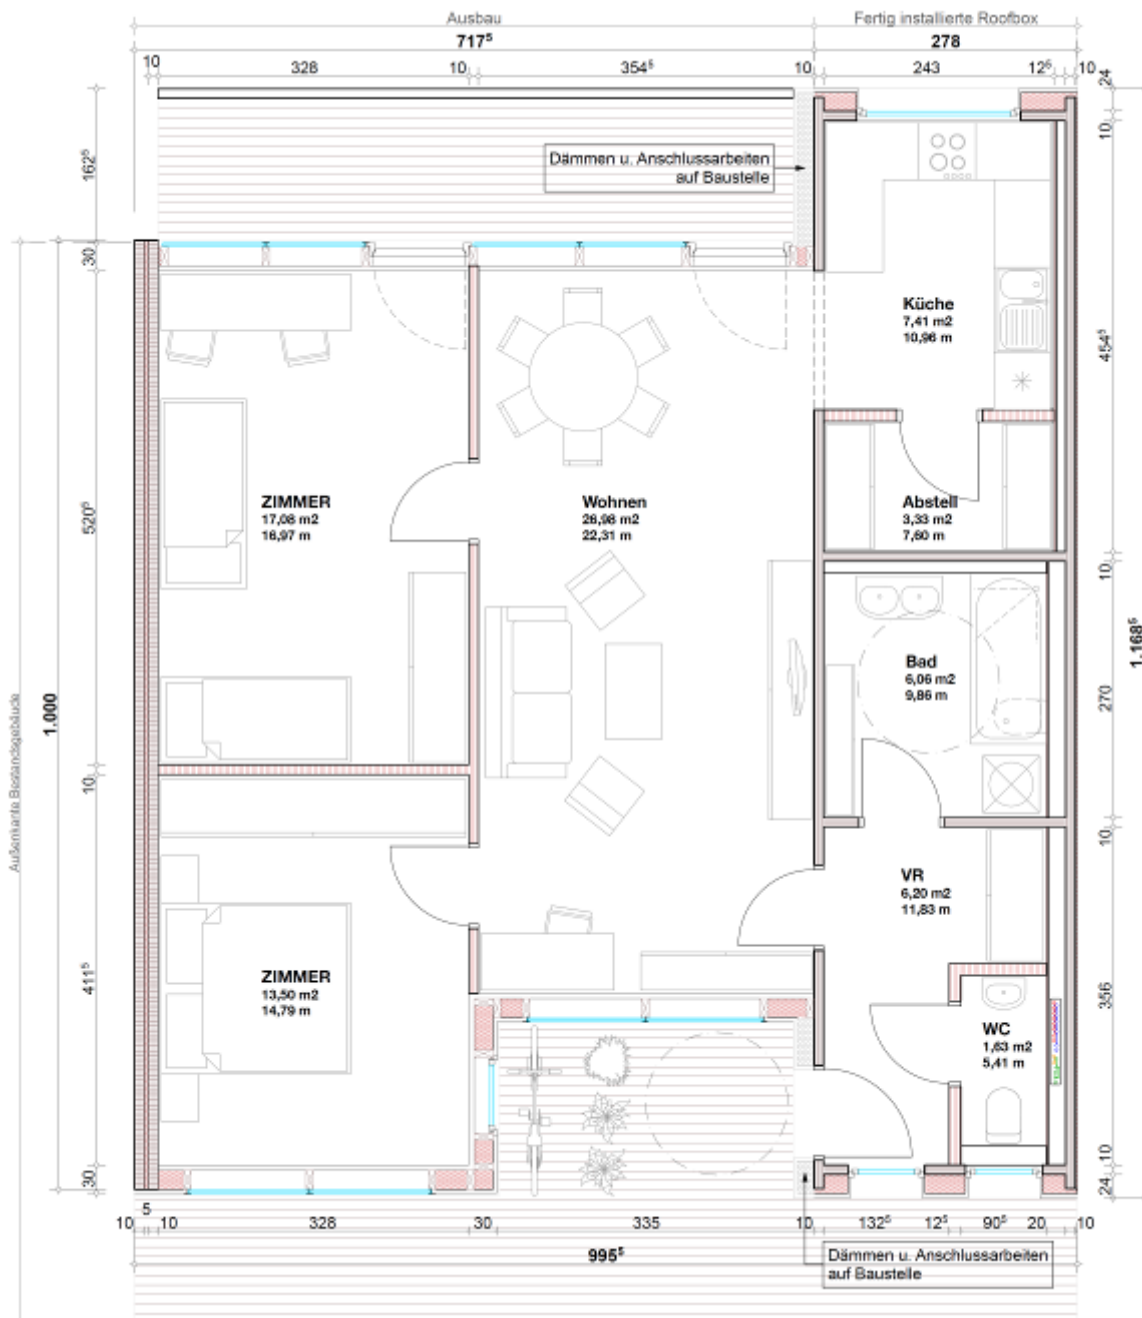 Ausbau
Fertig installierte Roofbox
717⁵
278
10
328
10
354⁵
10
243
12⁵
10
24
10
162⁵
Dämmen u. Anschlussarbeiten
auf Baustelle
30
Küche
7,41 m2
10,96 m
454⁵
ZIMMER
17,08 m2
16,97 m
Wohnen
26,98 m2
22,31 m
Abstell
3,33 m2
7,60 m
520⁵
10
1.168⁵
Bad
6,06 m2
9,86 m
270
Außenkante Bestandsgebäude
1.000
10
10
VR
6,20 m2
11,83 m
ZIMMER
13,50 m2
14,79 m
411⁵
356
WC
1,63 m2
5,41 m
30
10
24
10
5
10
328
30
335
10
132⁵
12⁵
90⁵
20
10
995⁵
Dämmen u. Anschlussarbeiten
auf Baustelle